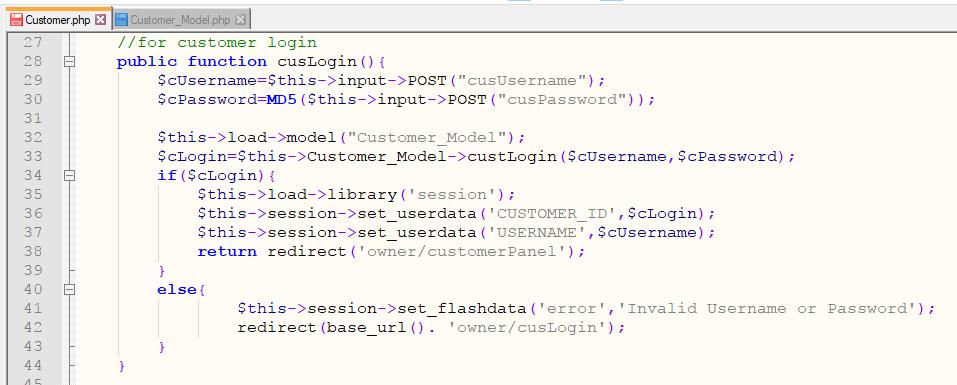 Customer.php Customer_Model.php
27 //for customer login
28 public function cusLogin(){
29 $cUsername=$this->input->POST("cusUsername");
30 $cPassword=MD5($this->input->POST("cusPassword"));
31
32 $this->load->model("Customer_Model");
33 $cLogin=$this->Customer_Model->custLogin($cUsername,$cPassword);
34 if($cLogin){
35 $this->load->library('session');
36 $this->session->set_userdata('CUSTOMER_ID',$cLogin);
37 $this->session->set_userdata('USERNAME',$cUsername);
38 return redirect('owner/customerPanel');
39 }
40 else{
41 $this->session->set_flashdata('error','Invalid Username or Password');
42 redirect(base_url(). 'owner/cusLogin');
43 }
44 }
45